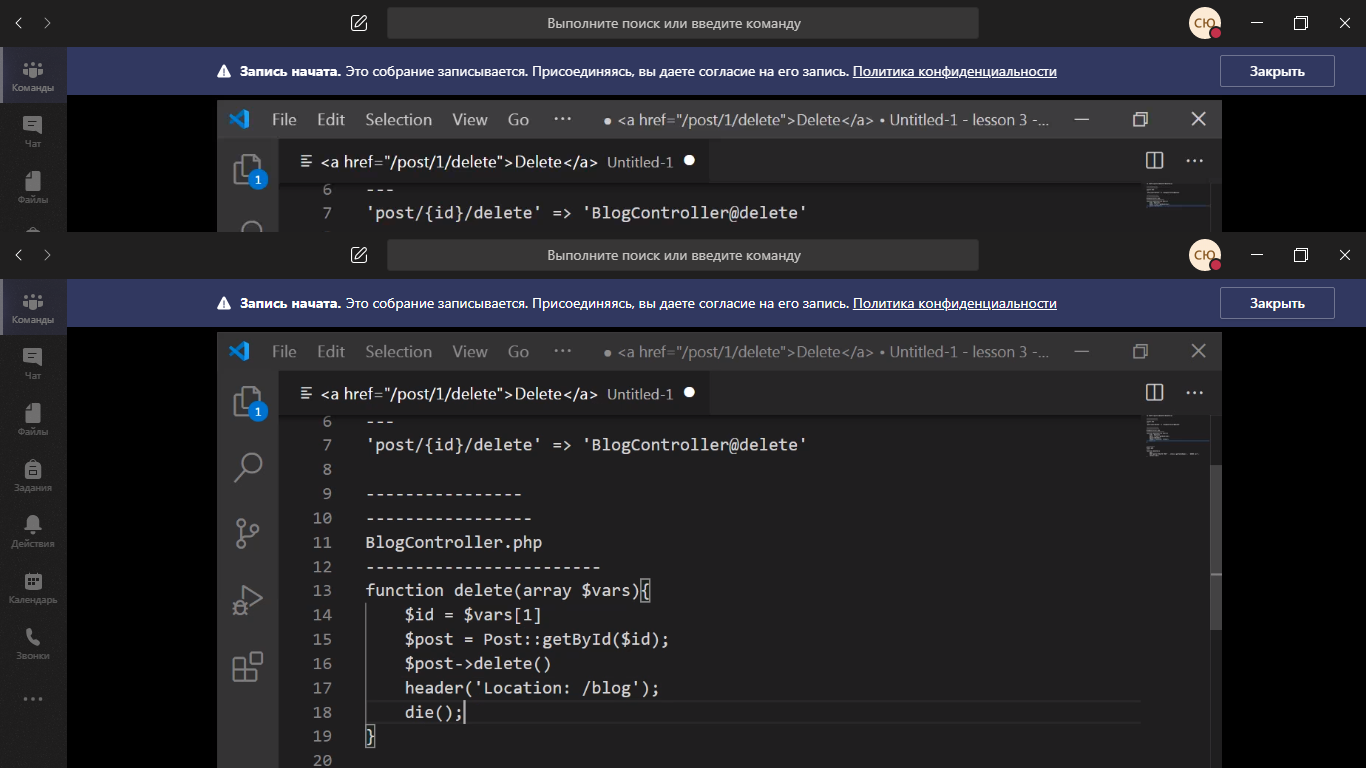 Выполните поиск или введите команду
СЮ
Запись начата. Это собрание записывается. Присоединяясь, вы даете согласие на его запись. Политика конфиденциальности
Закрыть
Команды
Чат
Файлы
File Edit Selection View Go ··· ● <a href="/post/1/delete">Delete</a> • Untitled-1 - lesson 3 -...
1
<a href="/post/1/delete">Delete</a> Untitled-1 ●
6 ---
7 'post/{id}/delete' => 'BlogController@delete'
Выполните поиск или введите команду
СЮ
Запись начата. Это собрание записывается. Присоединяясь, вы даете согласие на его запись. Политика конфиденциальности
Закрыть
Команды
Чат
Файлы
Задания
Действия
Календарь
Звонки
File Edit Selection View Go ··· ● <a href="/post/1/delete">Delete</a> • Untitled-1 - lesson 3 -...
1
<a href="/post/1/delete">Delete</a> Untitled-1 ●
6 ---
7 'post/{id}/delete' => 'BlogController@delete'
8
9 ----------------
10 -----------------
11 BlogController.php
12 ------------------------
13 function delete(array $vars){
14 $id = $vars[1]
15 $post = Post::getById($id);
16 $post->delete()
17 header('Location: /blog');
18 die();
19 }
20